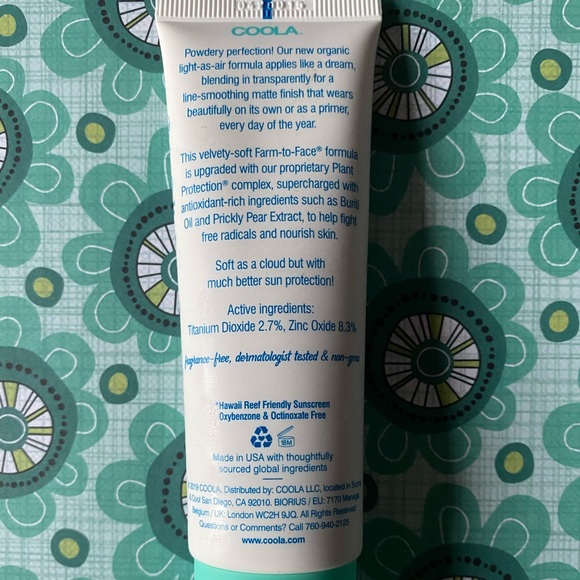 COOLA.
Powdery perfection! Our new organic
light-as-air formula applies like a dream,
blending in transparently for a
line-smoothing matte finish that wears
beautifully on its own or as a primer,
every day of the year.
This velvety-soft Farm-to-Face® formula
is upgraded with our proprietary Plant
Protection® complex, supercharged with
antioxidant-rich ingredients such as Buriti
Oil and Prickly Pear Extract, to help fight
free radicals and nourish skin.
Soft as a cloud but with
much better sun protection!
Active ingredients:
Titanium Dioxide 2.7%, Zinc Oxide 8.3%
fragrance-free, dermatologist tested & non-gmo
*Hawaii Reef Friendly Sunscreen
Oxybenzone & Octinoxate Free
18M
Made in USA with thoughtfully
sourced global ingredients
2019 COOLA. Distributed by: COOLA LLC, located in
& Cool San Diego, CA 92010. BIORIUS / EU: 7170
Belgium / UK: London WC2H 9JQ. All Rights Reserved
Questions or Comments? Call 760-940-2125
www.coola.com